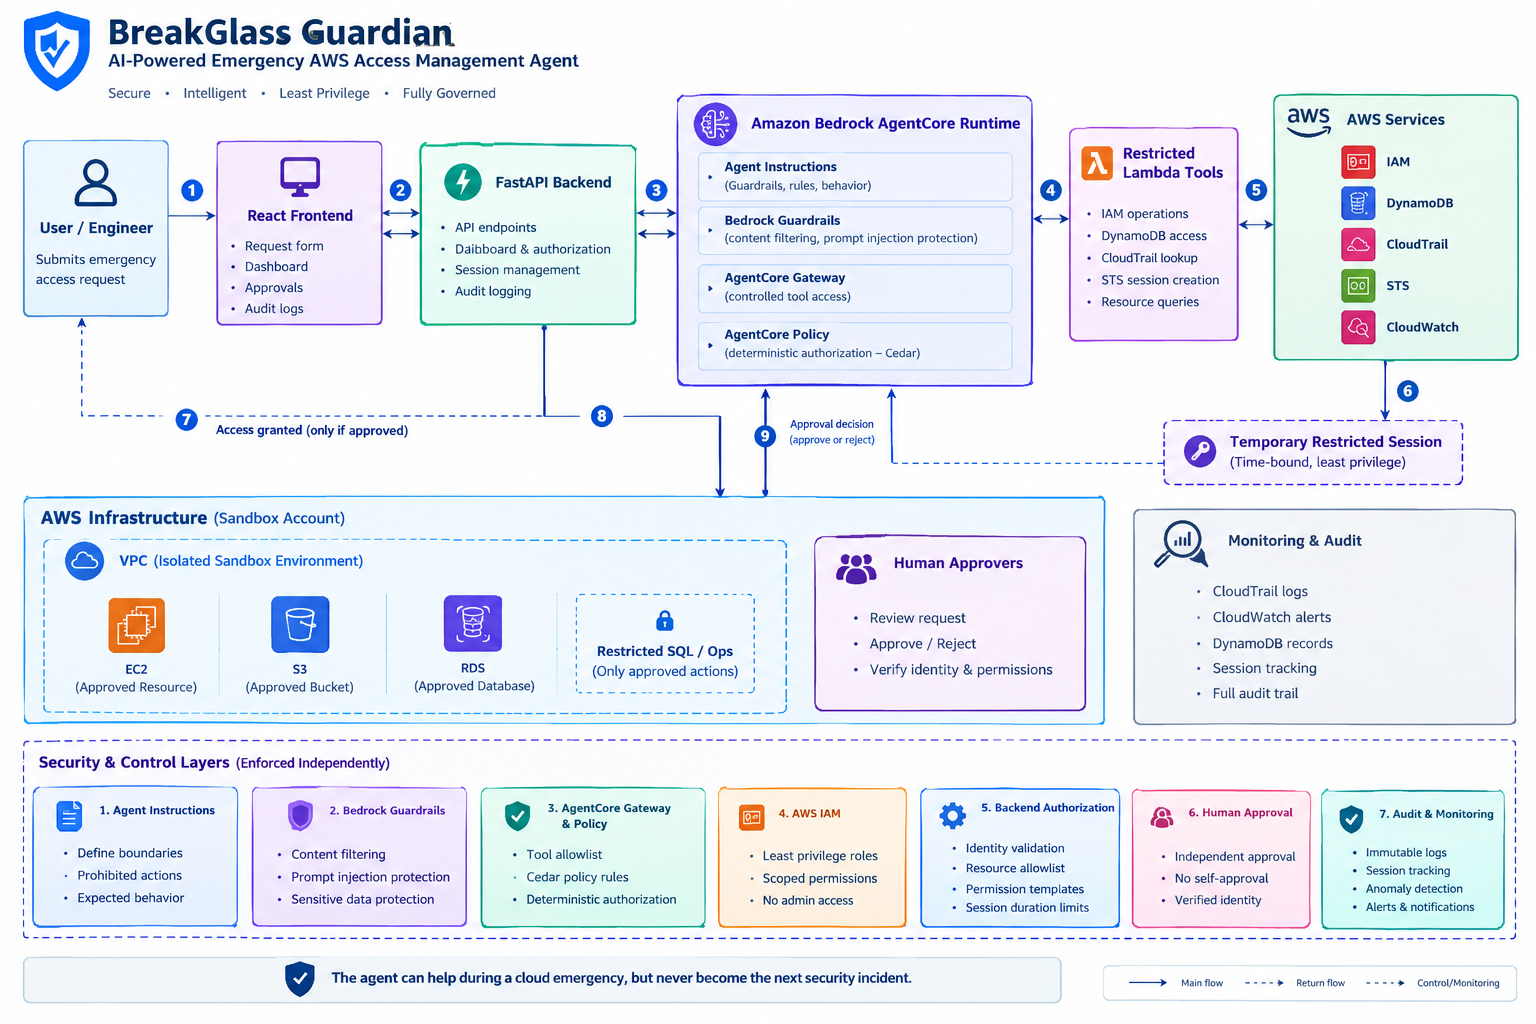 BreakGlass Guardian
AI-Powered Emergency AWS Access Management Agent
Secure • Intelligent • Least Privilege • Fully Governed
User / Engineer
Submits emergency
access request
1
React Frontend
• Request form
• Dashboard
• Approvals
• Audit logs
2
FastAPI Backend
• API endpoints
• Daibboard & authorization
• Session management
• Audit logging
3
Amazon Bedrock AgentCore Runtime
Agent Instructions
(Guardrails, rules, behavior)
Bedrock Guardrails
(content filtering, prompt injection protection)
AgentCore Gateway
(controlled tool access)
AgentCore Policy
(deterministic authorization – Cedar)
4
Restricted
Lambda Tools
• IAM operations
• DynamoDB access
• CloudTrail lookup
• STS session creation
• Resource queries
5
aws
AWS Services
IAM
DynamoDB
CloudTrail
STS
CloudWatch
6
7
Access granted (only if approved)
8
9
Approval decision
(approve or reject)
Temporary Restricted Session
(Time-bound, least privilege)
AWS Infrastructure (Sandbox Account)
VPC (Isolated Sandbox Environment)
EC2
(Approved Resource)
S3
(Approved Bucket)
RDS
(Approved Database)
Restricted SQL / Ops
(Only approved actions)
Human Approvers
• Review request
• Approve / Reject
• Verify identity & permissions
Monitoring & Audit
• CloudTrail logs
• CloudWatch alerts
• DynamoDB records
• Session tracking
• Full audit trail
Security & Control Layers (Enforced Independently)
1. Agent Instructions
• Define boundaries
• Prohibited actions
• Expected behavior
2. Bedrock Guardrails
• Content filtering
• Prompt injection protection
• Sensitive data protection
3. AgentCore Gateway
& Policy
• Tool allowlist
• Cedar policy rules
• Deterministic authorization
4. AWS IAM
• Least privilege roles
• Scoped permissions
• No admin access
5. Backend Authorization
• Identity validation
• Resource allowlist
• Permission templates
• Session duration limits
6. Human Approval
• Independent approval
• No self-approval
• Verified identity
7. Audit & Monitoring
• Immutable logs
• Session tracking
• Anomaly detection
• Alerts & notifications
The agent can help during a cloud emergency, but never become the next security incident.
Main flow
Return flow
Control/Monitoring